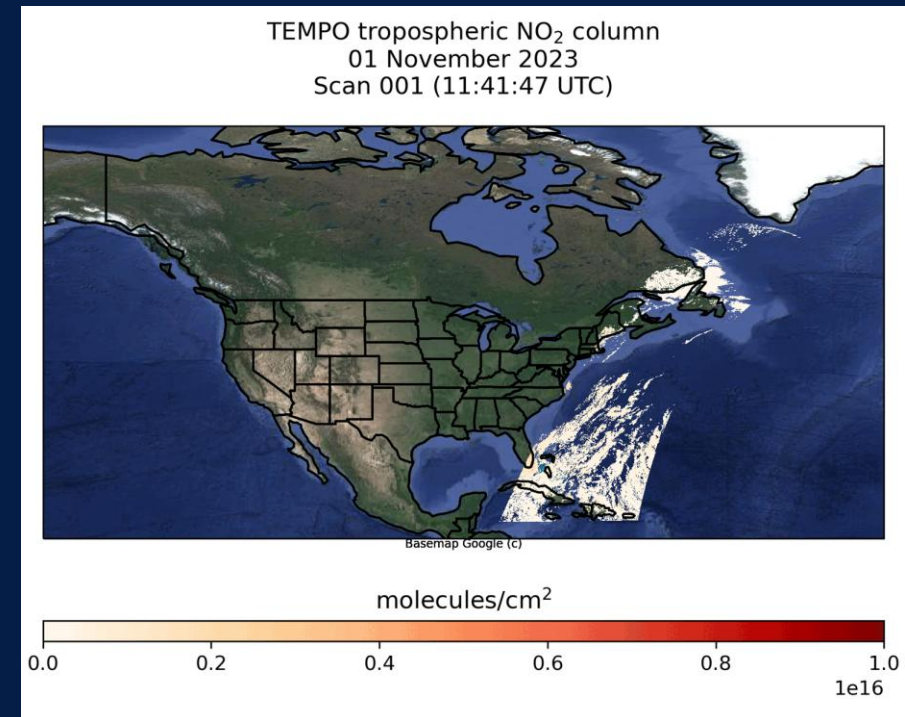 TEMPO tropospheric NO₂ column
01 November 2023
Scan 001 (11:41:47 UTC)
Basemap Google (c)
molecules/cm²
0.0 0.2 0.4 0.6 0.8 1.0
1e16